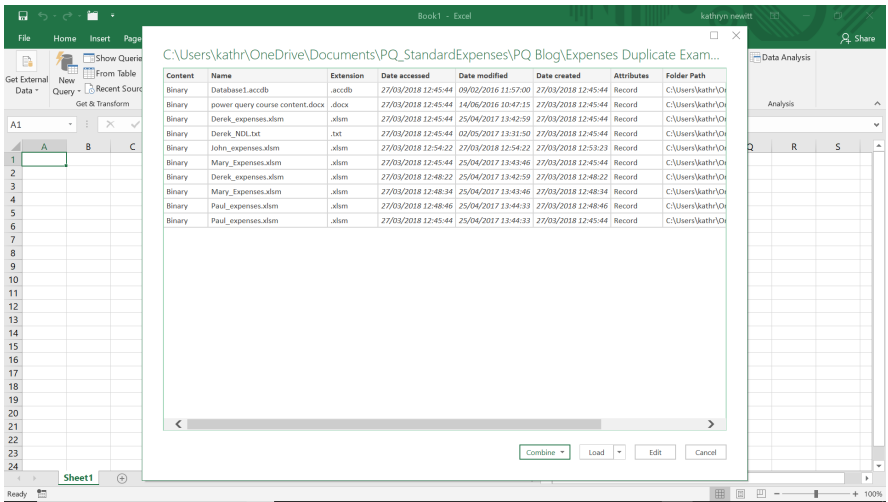 Book1 - Excel
kathryn newitt
File Home Insert Page
Share
Get External Data
New Query
Show Querie
From Table
Recent Sourc
Get & Transform
Data Analysis
Analysis
A1
A B C Q R S
C:\Users\kathr\OneDrive\Documents\PQ_StandardExpenses\PQ Blog\Expenses Duplicate Exam...
Content Name Extension Date accessed Date modified Date created Attributes Folder Path
Binary Database1.accdb .accdb 27/03/2018 12:45:44 09/02/2016 11:57:00 27/03/2018 12:45:44 Record C:\Users\kathr\On
Binary power query course content.docx .docx 27/03/2018 12:45:44 14/06/2016 10:47:15 27/03/2018 12:45:44 Record C:\Users\kathr\On
Binary Derek_expenses.xlsm .xlsm 27/03/2018 12:45:44 25/04/2017 13:42:59 27/03/2018 12:45:44 Record C:\Users\kathr\On
Binary Derek_NDL.txt .txt 27/03/2018 12:45:44 02/05/2017 13:31:50 27/03/2018 12:45:44 Record C:\Users\kathr\On
Binary John_expenses.xlsm .xlsm 27/03/2018 12:54:22 27/03/2018 12:54:22 27/03/2018 12:53:23 Record C:\Users\kathr\On
Binary Mary_Expenses.xlsm .xlsm 27/03/2018 12:45:44 25/04/2017 13:43:46 27/03/2018 12:45:44 Record C:\Users\kathr\On
Binary Derek_expenses.xlsm .xlsm 27/03/2018 12:48:22 25/04/2017 13:42:59 27/03/2018 12:48:22 Record C:\Users\kathr\On
Binary Mary_Expenses.xlsm .xlsm 27/03/2018 12:48:34 25/04/2017 13:43:46 27/03/2018 12:48:34 Record C:\Users\kathr\On
Binary Paul_expenses.xlsm .xlsm 27/03/2018 12:48:46 25/04/2017 13:44:33 27/03/2018 12:48:46 Record C:\Users\kathr\On
Binary Paul_expenses.xlsm .xlsm 27/03/2018 12:45:44 25/04/2017 13:44:33 27/03/2018 12:45:44 Record C:\Users\kathr\On
1
2
3
4
5
6
7
8
9
10
11
12
13
14
15
16
17
18
19
20
21
22
23
24
Combine Load Edit Cancel
Sheet1
Ready
100%